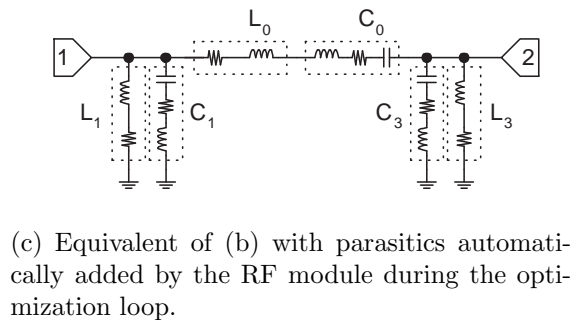 L0 C0
1 2
L1 C1 C3 L3
(c) Equivalent of (b) with parasitics automati-
cally added by the RF module during the opti-
mization loop.